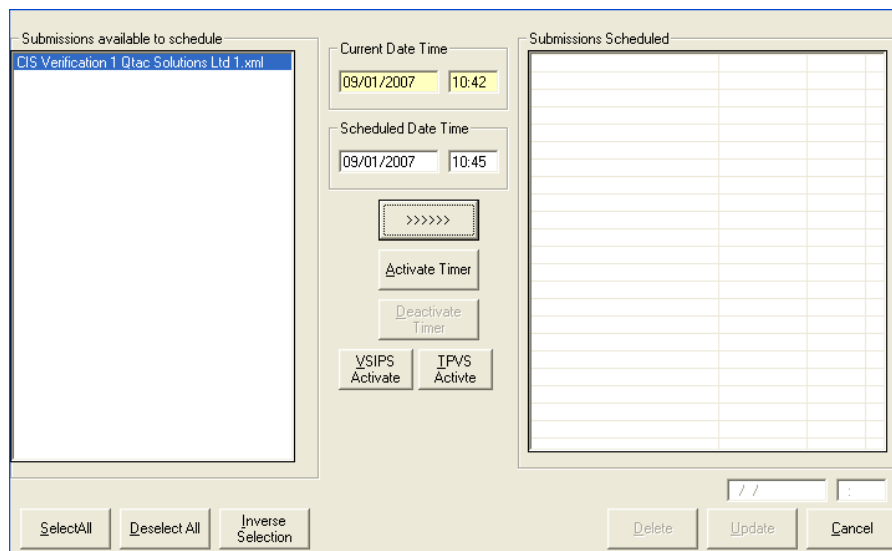 Submissions available to schedule
CIS Verification 1 Qtac Solutions Ltd 1.xml
Current Date Time
09/01/2007 10:42
Scheduled Date Time
09/01/2007 10:45
>>>>>>
Activate Timer
Deactivate
Timer
VSIPS
Activate
TPVS
Activte
Submissions Scheduled
/ /
:
SelectAll
Deselect All
Inverse
Selection
Delete
Update
Cancel